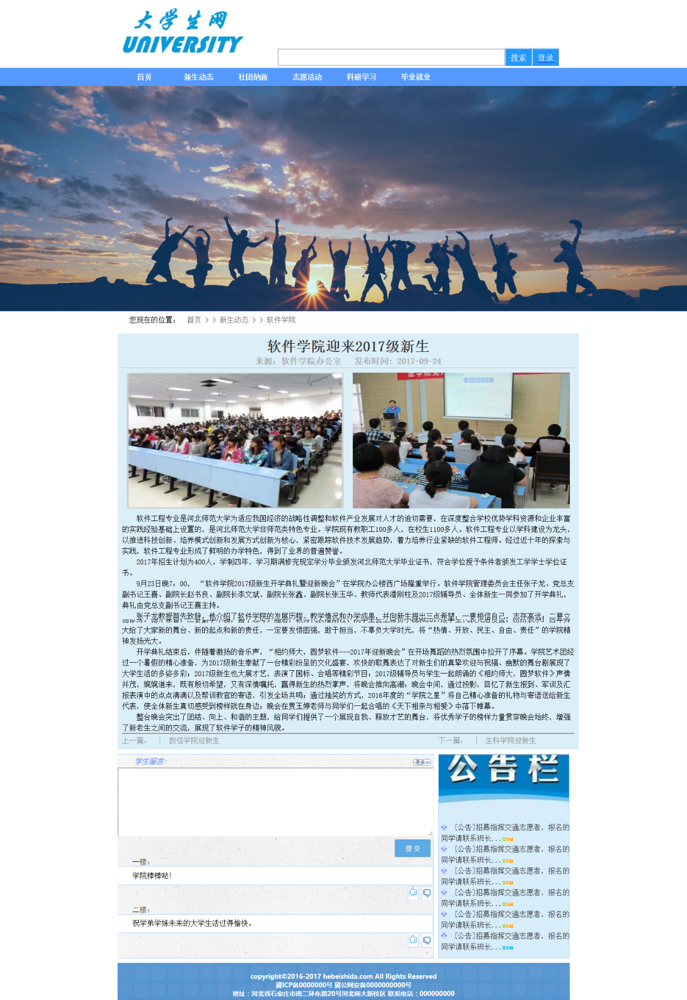 大学生网
UNIVERSITY
搜索 登录
首页 新生动态 社团纳新 志愿活动 科研学习 毕业就业
您现在的位置： 首页 > > 新生动态 > > 软件学院
软件学院迎来2017级新生
来源：软件学院办公室 发布时间：2017-09-24
软件工程专业是河北师范大学为适应我国经济的战略性调整和软件产业发展对人才的迫切需要，在深度整合学校优势学科资源和企业丰富
的实践经验基础上设置的，是河北师范大学非师范类特色专业。学院现有教职工100多人，在校生1100多人。软件工程专业以学科建设为龙头，
以推进科技创新、培养模式创新和发展方式创新为核心，紧密跟踪软件技术发展趋势，着力培养行业紧缺的软件工程师。经过近十年的探索与
实践，软件工程专业形成了鲜明的办学特色，得到了业界的普遍赞誉。
2017年招生计划为400人，学制四年，学习期满修完规定学分毕业颁发河北师范大学毕业证书，符合学位授予条件者颁发工学学士学位证
书。
9月23日晚7：00， “软件学院2017级新生开学典礼暨迎新晚会”在学院办公楼西广场隆重举行。软件学院管理委员会主任张子龙、党总支
副书记王喜、副院长赵书良、副院长李文斌、副院长张鑫、副院长张玉华、教师代表潘刚柱及2017级辅导员、全体新生一同参加了开学典礼，
典礼由党总支副书记王喜主持。
张子龙教授首先致辞，他介绍了软件学院的发展历程、教学情况和办学成果，并向新生提出三点希望：一要相信自己，志存高远；二要立
大给了大家新的舞台、新的起点和新的责任，一定要发愤图强，敢于担当，不辜负大学时光，将“热情、开放、民主、自由、责任”的学院精
神发扬光大。
开学典礼结束后，伴随着激扬的音乐声，“相约师大，圆梦软件---2017年迎新晚会”在开场舞蹈的热烈氛围中拉开了序幕。学院艺术团经
过一个暑假的精心准备，为2017级新生奉献了一台精彩纷呈的文化盛宴，欢快的歌舞表达了对新生们的真挚欢迎与祝福、幽默的舞台剧展现了
大学生活的多姿多彩；2017级新生也大展才艺，表演了国标、合唱等精彩节目；2017级辅导员与学生一起朗诵的《相约师大，圆梦软件》声情
并茂，娓娓道来，既有殷切希望，又有深情嘱托，赢得新生的热烈掌声，将晚会推向高潮；晚会中间，通过投影，回忆了新生报到、军训及汇
报表演中的点点滴滴以及帮训教官的寄语，引发全场共鸣；通过抽奖的方式，2016年度的“学院之星”将自己精心准备的礼物与寄语送给新生
代表，使全体新生真切感受到榜样就在身边；晚会在贾玉婷老师与同学们一起合唱的《天下相亲与相爱》中落下帷幕。
整台晚会突出了团结、向上、和谐的主题，给同学们提供了一个展现自我、释放才艺的舞台，将优秀学子的榜样力量贯穿晚会始终，增强
了新老生之间的交流，展现了软件学子的精神风貌。
上一篇： | 数信学院迎新生 下一篇： | 生科学院迎新生
学生留言：
更多
提交
一楼：
学院棒棒哒！
二楼：
祝学弟学妹未来的大学生活过得愉快。
公告栏
[公告]招募指挥交通志愿者，报名的
同学请联系班长...HOT
[公告]招募指挥交通志愿者，报名的
同学请联系班长...HOT
[公告]招募指挥交通志愿者，报名的
同学请联系班长...HOT
[公告]招募指挥交通志愿者，报名的
同学请联系班长...HOT
[公告]招募指挥交通志愿者，报名的
同学请联系班长...HOT
[公告]招募指挥交通志愿者，报名的
同学请联系班长...HOT
copyright©2016-2017 hebeishida.com All Rights Reserved
冀ICP备0000000号 冀公网安备0000000000号
地址：河北省石家庄市南二环东路20号河北师大新校区 联系电话：000000000